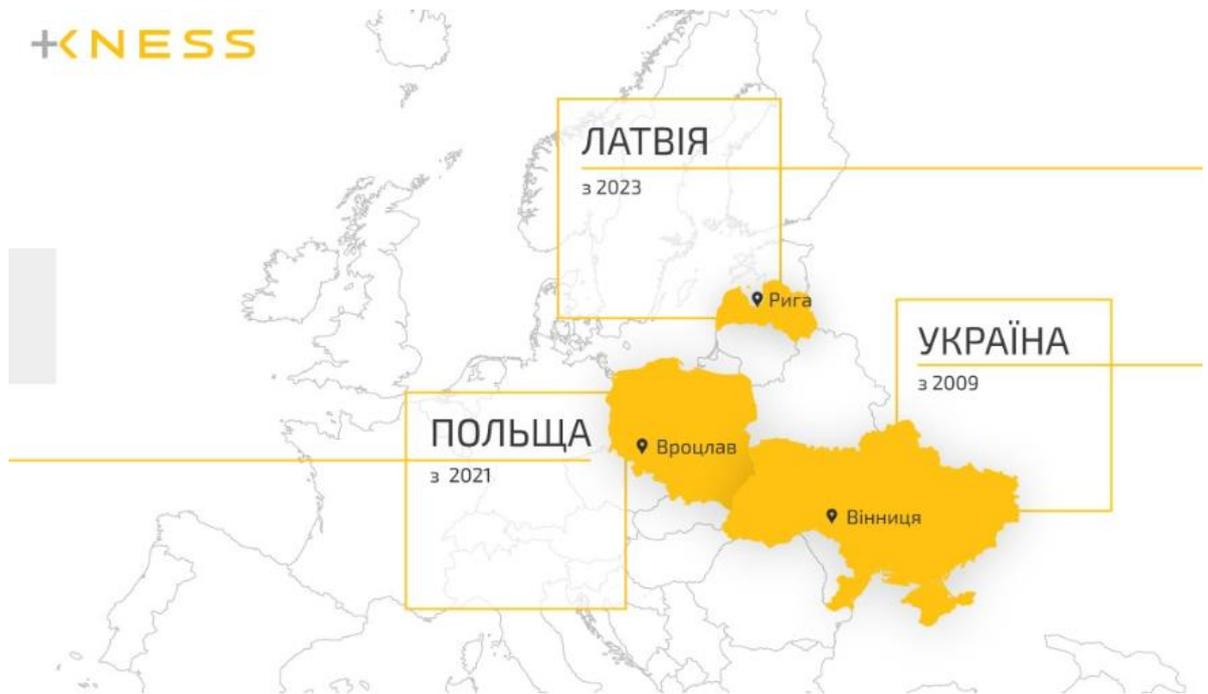 KNESS
ЛАТВІЯ
з 2023
Рига
УКРАЇНА
з 2009
ПОЛЬЩА
з 2021
Вроцлав
Вінниця